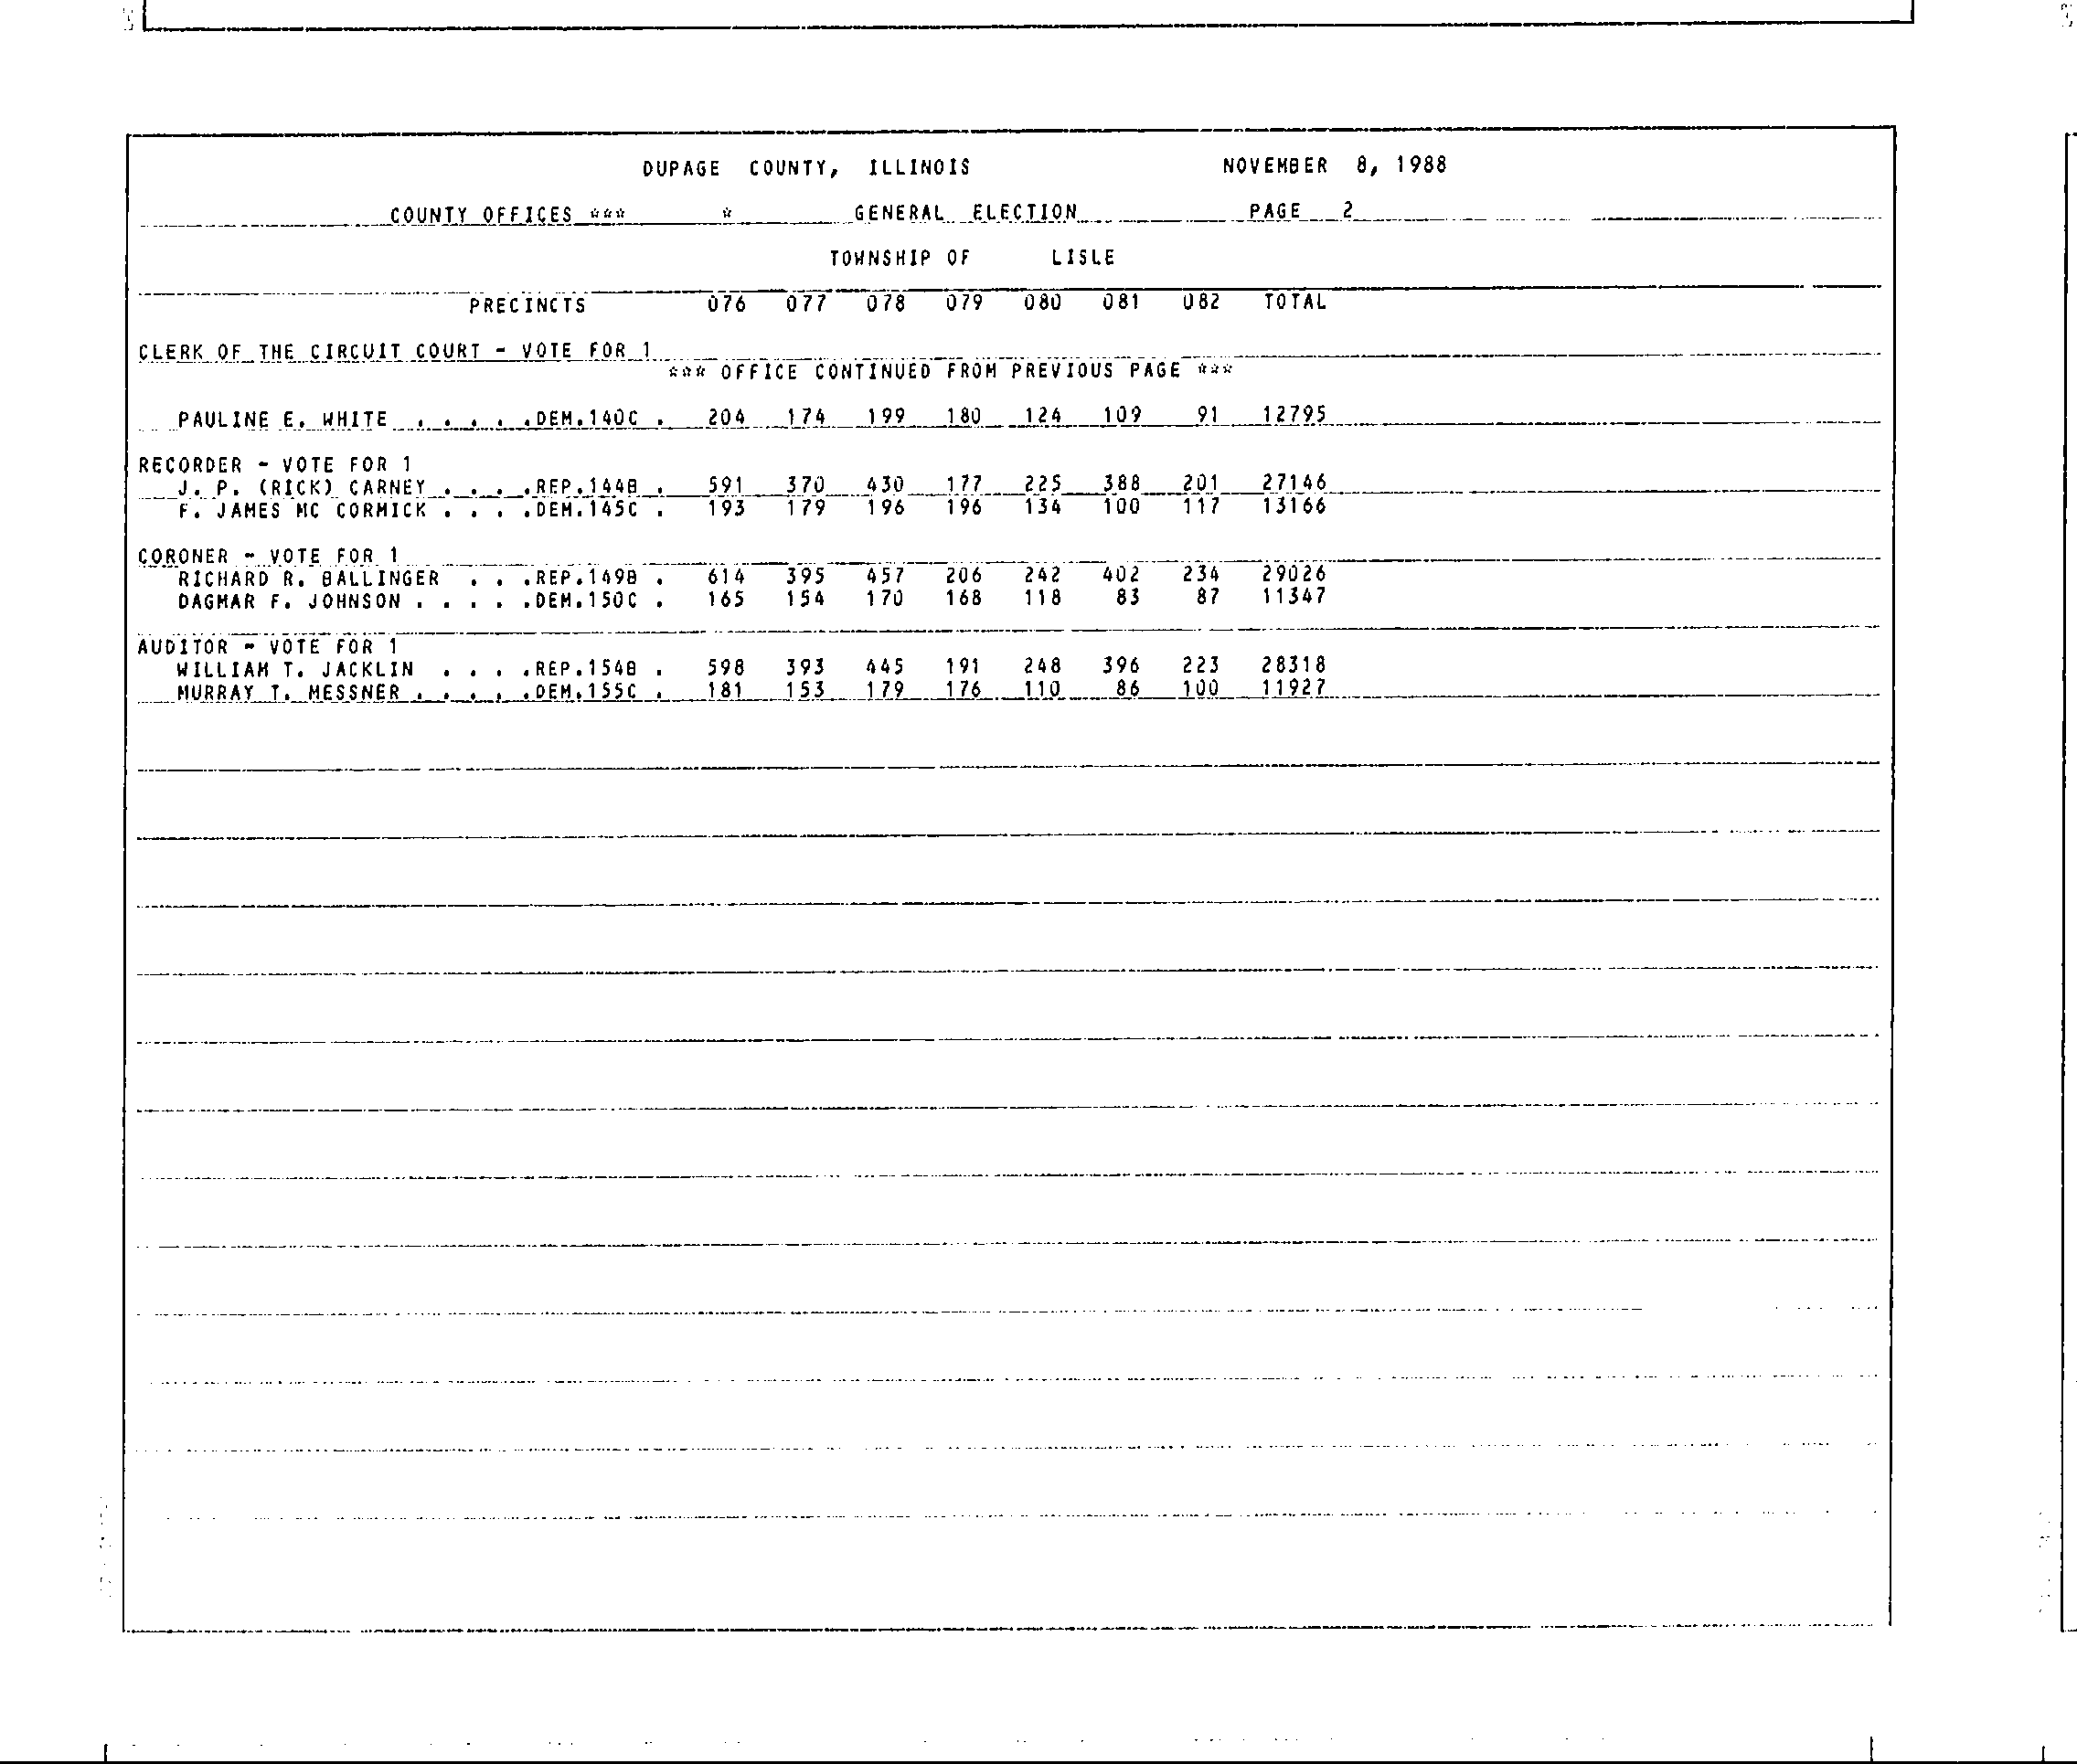 DUPAGE COUNTY, ILLINOIS NOVEMBER 8, 1988
COUNTY OFFICES *** * GENERAL ELECTION PAGE 2
TOWNSHIP OF LISLE
PRECINCTS 076 077 078 079 080 081 082 TOTAL
CLERK OF THE CIRCUIT COURT - VOTE FOR 1
*** OFFICE CONTINUED FROM PREVIOUS PAGE ***
PAULINE E. WHITE . . . . .DEM.140C . 204 174 199 180 124 109 91 12795
RECORDER - VOTE FOR 1
J. P. (RICK) CARNEY . . . .REP.144B . 591 370 430 177 225 388 201 27146
F. JAMES MC CORMICK . . . .DEM.145C . 193 179 196 196 134 100 117 13166
CORONER - VOTE FOR 1
RICHARD R. BALLINGER . . .REP.149B . 614 395 457 206 242 402 234 29026
DAGMAR F. JOHNSON . . . . .DEM.150C . 165 154 170 168 118 83 87 11347
AUDITOR - VOTE FOR 1
WILLIAM T. JACKLIN . . . .REP.154B . 598 393 445 191 248 396 223 28318
MURRAY T. MESSNER . . . . .DEM.155C . 181 153 179 176 110 86 100 11927